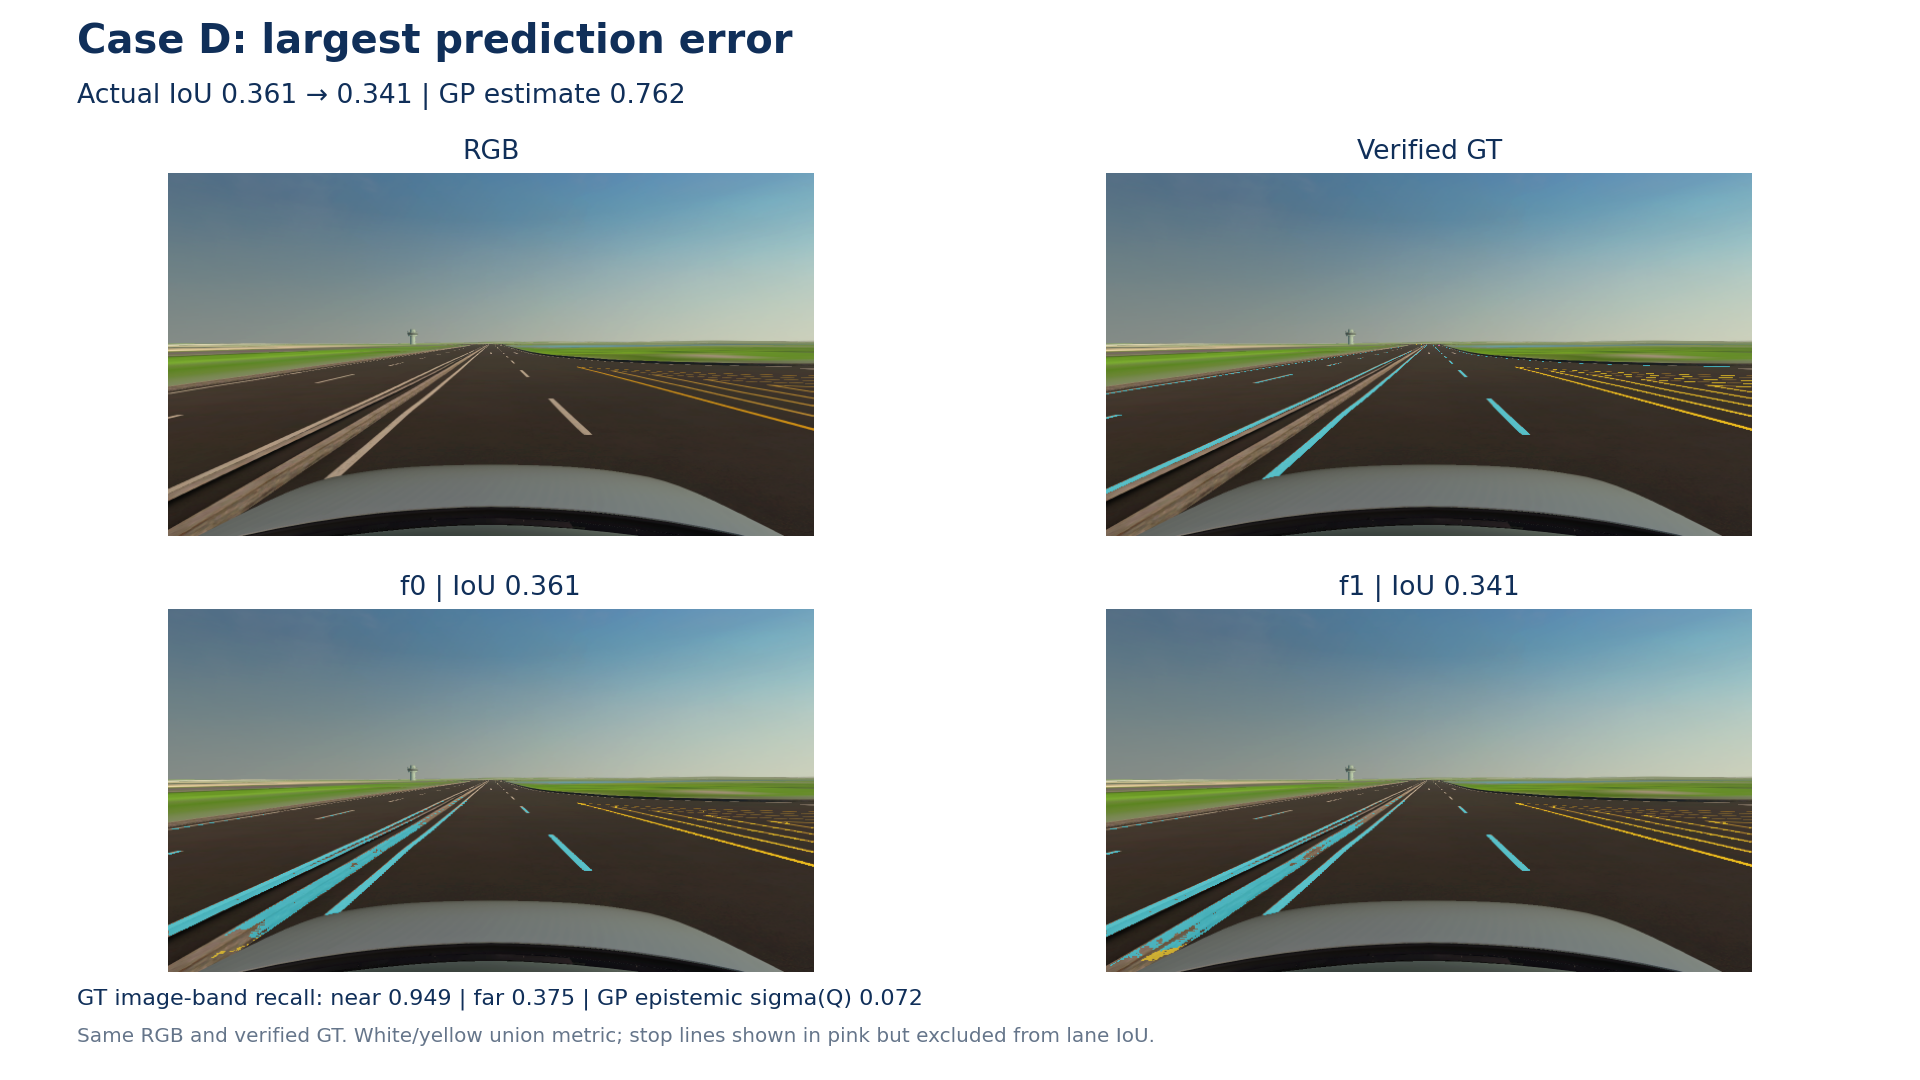 Case D: largest prediction error
Actual IoU 0.361 → 0.341 | GP estimate 0.762
RGB
Verified GT
f0 | IoU 0.361
f1 | IoU 0.341
GT image-band recall: near 0.949 | far 0.375 | GP epistemic sigma(Q) 0.072
Same RGB and verified GT. White/yellow union metric; stop lines shown in pink but excluded from lane IoU.